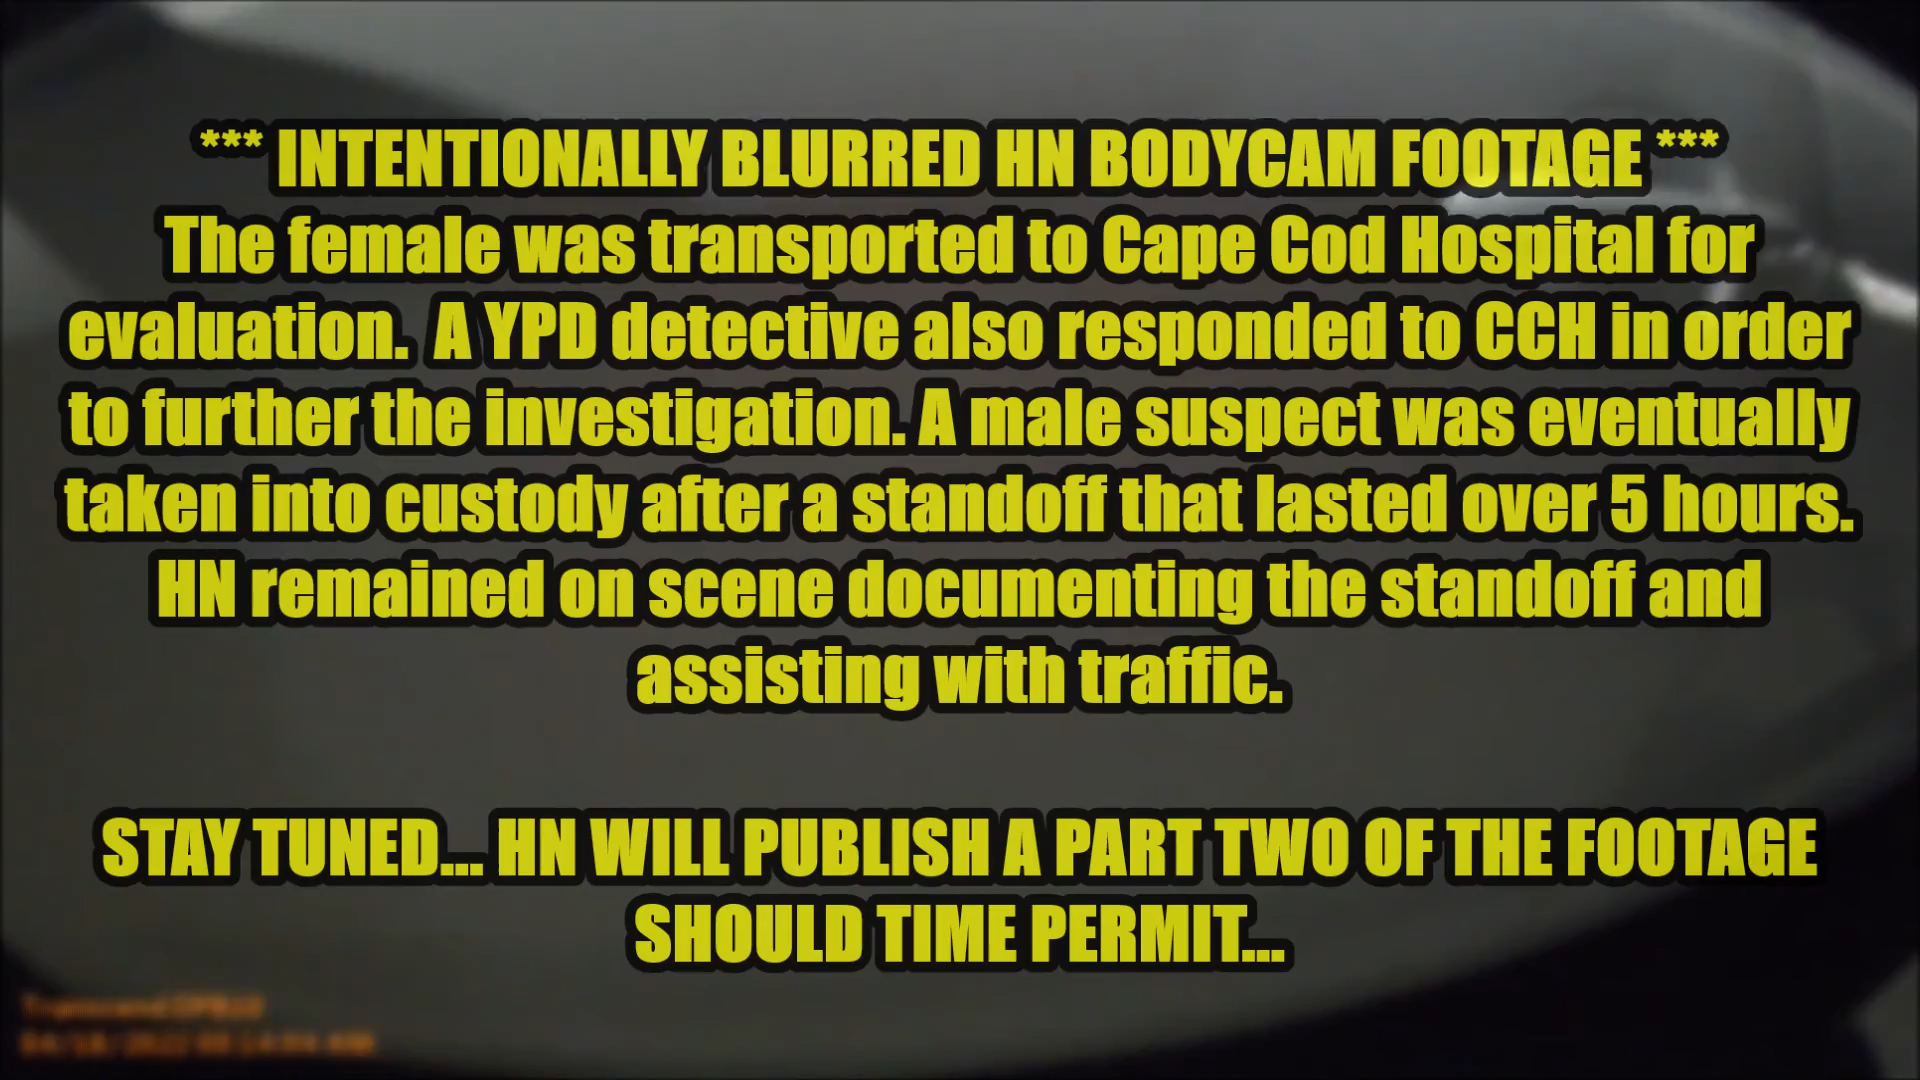 *** INTENTIONALLY BLURRED HN BODYCAM FOOTAGE ***
The female was transported to Cape Cod Hospital for
evaluation.  A YPD detective also responded to CCH in order
to further the investigation. A male suspect was eventually
taken into custody after a standoff that lasted over 5 hours.
HN remained on scene documenting the standoff and
assisting with traffic.
STAY TUNED... HN WILL PUBLISH A PART TWO OF THE FOOTAGE
SHOULD TIME PERMIT...